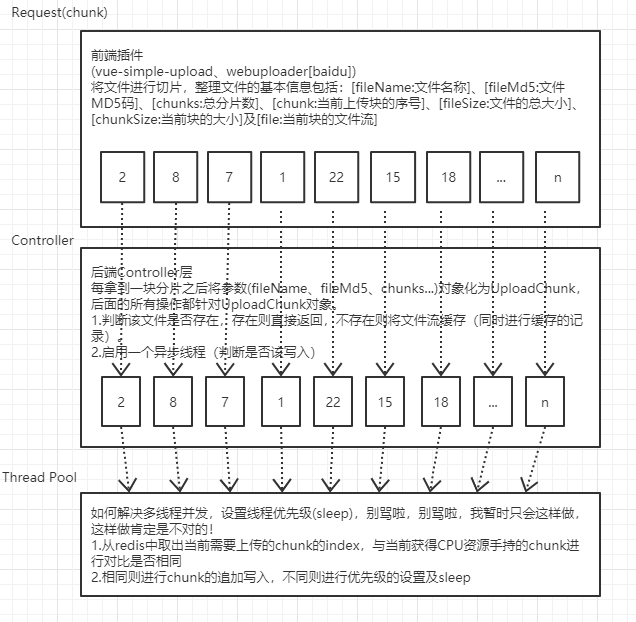 Request(chunk)
前端插件
(vue-simple-upload、webuploader[baidu])
将文件进行切片，整理文件的基本信息包括：[fileName:文件名称]、[fileMd5:文件
MD5码]、[chunks:总分片数]、[chunk:当前上传块的序号]、[fileSize:文件的总大小]、
[chunkSize:当前块的大小]及[file:当前块的文件流]
2 8 7 1 22 15 18 ... n
Controller
后端Controller层
每拿到一块分片之后将参数(fileName、fileMd5、chunks...)对象化为UploadChunk，
后面的所有操作都针对UploadChunk对象。
1.判断该文件是否存在，存在则直接返回，不存在则将文件流缓存（同时进行缓存的记
录）。
2.启用一个异步线程（判断是否该写入）
2 8 7 1 22 15 18 ... n
Thread Pool
如何解决多线程并发，设置线程优先级(sleep)，别骂啦，别骂啦，我暂时只会这样做，
这样做肯定是不对的！
1.从redis中取出当前需要上传的chunk的index，与当前获得CPU资源手持的chunk进
行对比是否相同
2.相同则进行chunk的追加写入，不同则进行优先级的设置及sleep